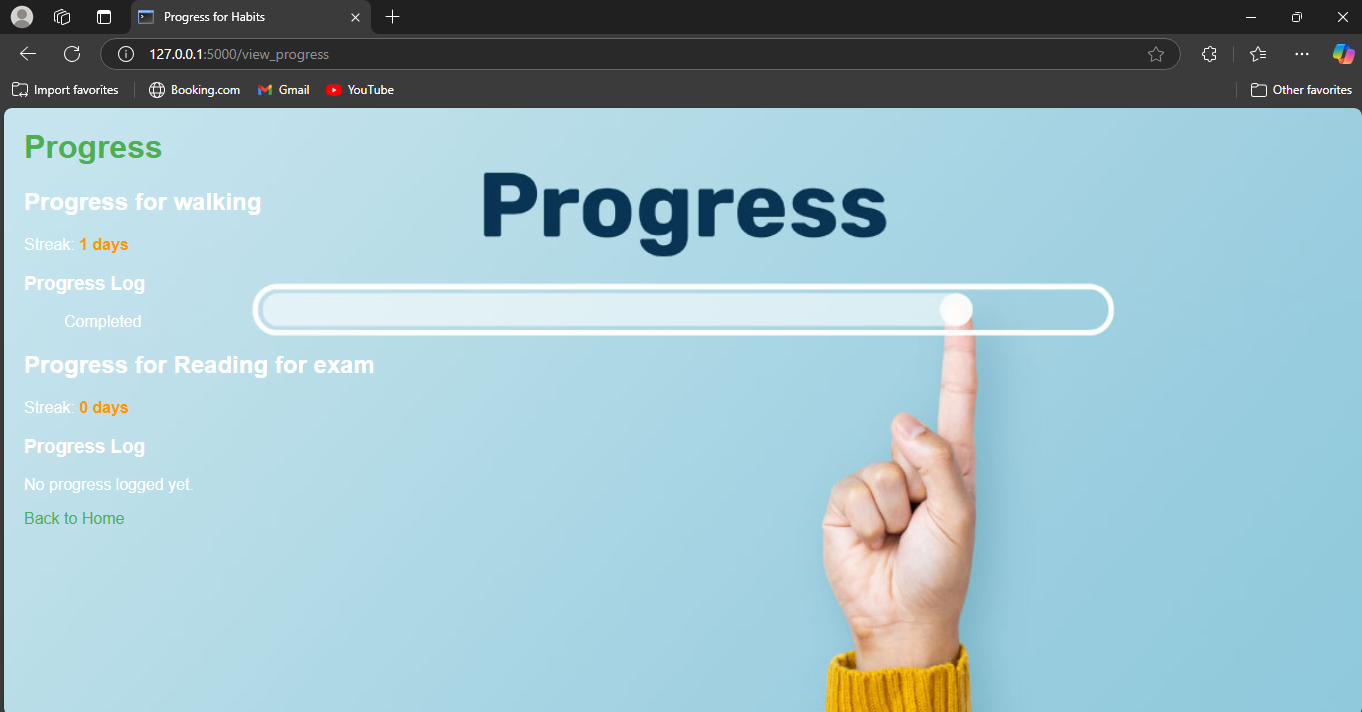 Progress for Habits
127.0.0.1:5000/view_progress
Import favorites
Booking.com
Gmail
YouTube
Other favorites
Progress
Progress
Progress for walking
Streak: 1 days
Progress Log
Completed
Progress for Reading for exam
Streak: 0 days
Progress Log
No progress logged yet.
Back to Home